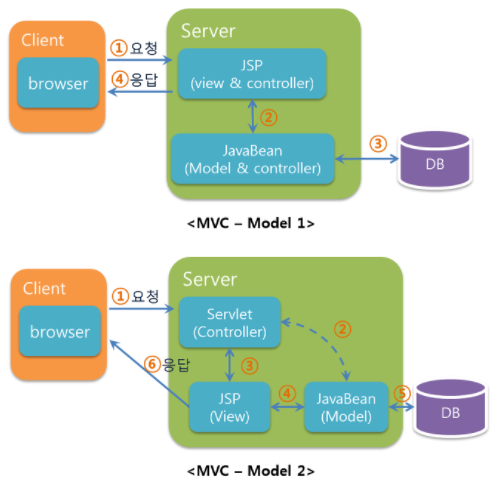 Client
browser
①요청
④응답
Server
JSP
(view & controller)
②
JavaBean
(Model & controller)
③
DB
<MVC – Model 1>
Client
browser
①요청
⑥응답
Server
Servlet
(Controller)
②
③
JSP
(View)
④
JavaBean
(Model)
⑤
DB
<MVC – Model 2>